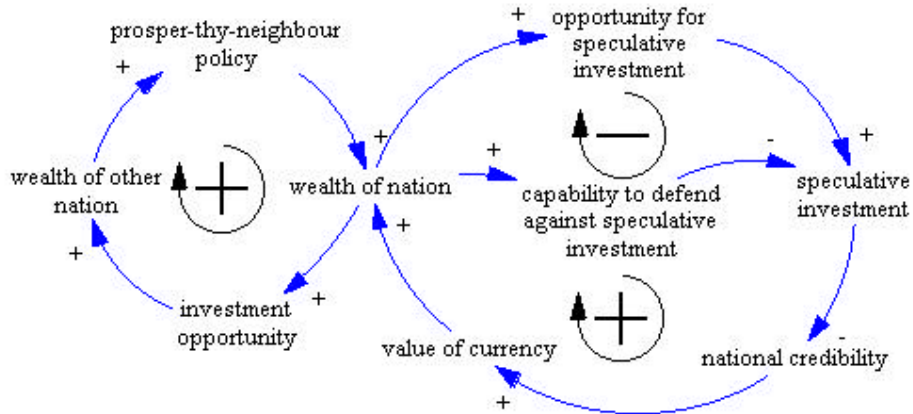 prosper-thy-neighbour
policy
+
+
opportunity for
speculative
investment
+
+
+
-
+
wealth of other
nation
+
wealth of nation
capability to defend
against speculative
investment
−
speculative
investment
+
+
+
investment
opportunity
+
value of currency
+
-
national credibility